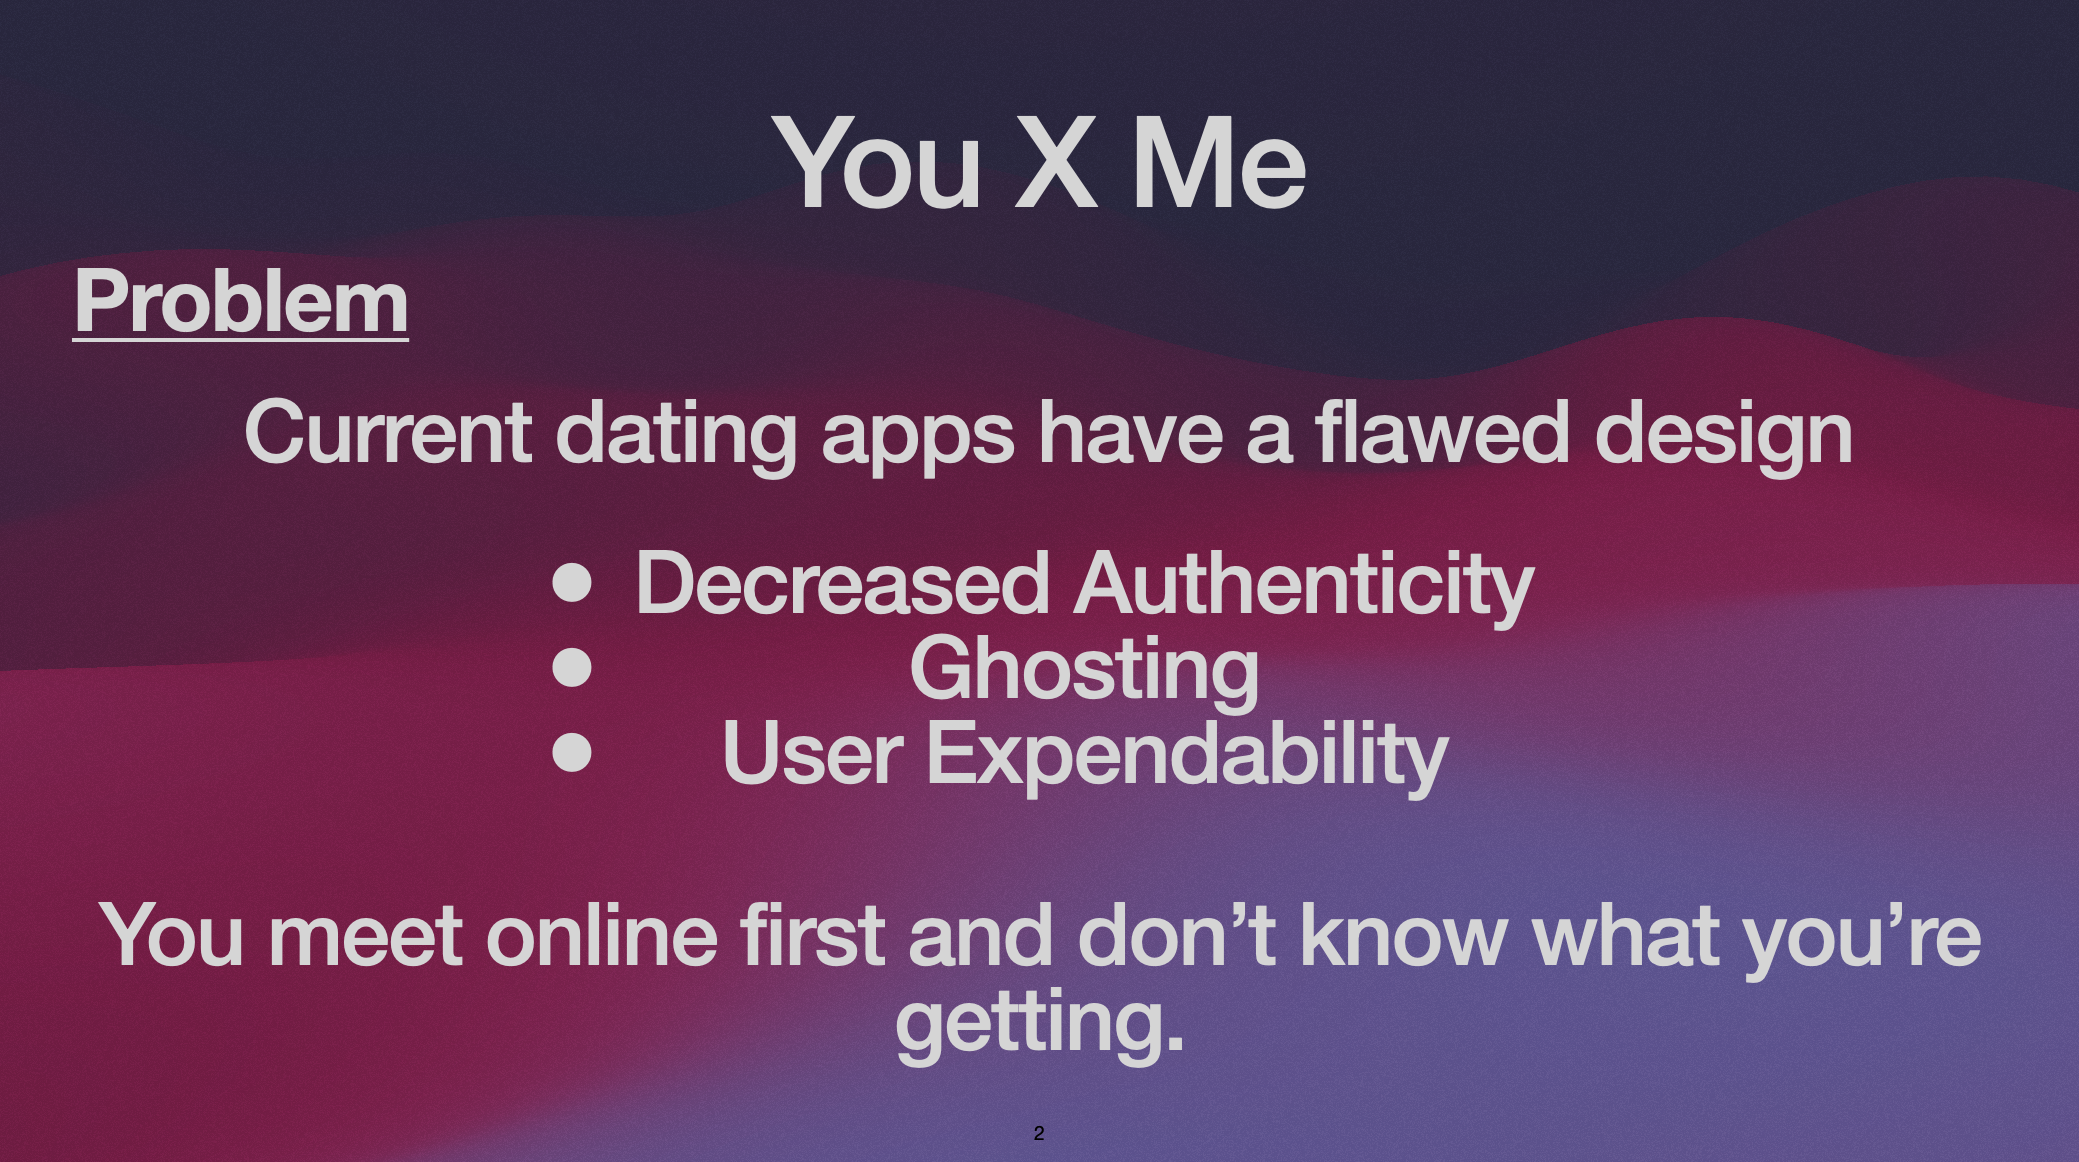 You X Me
Problem
Current dating apps have a flawed design
● Decreased Authenticity
● Ghosting
● User Expendability
You meet online first and don’t know what you’re
getting.
2